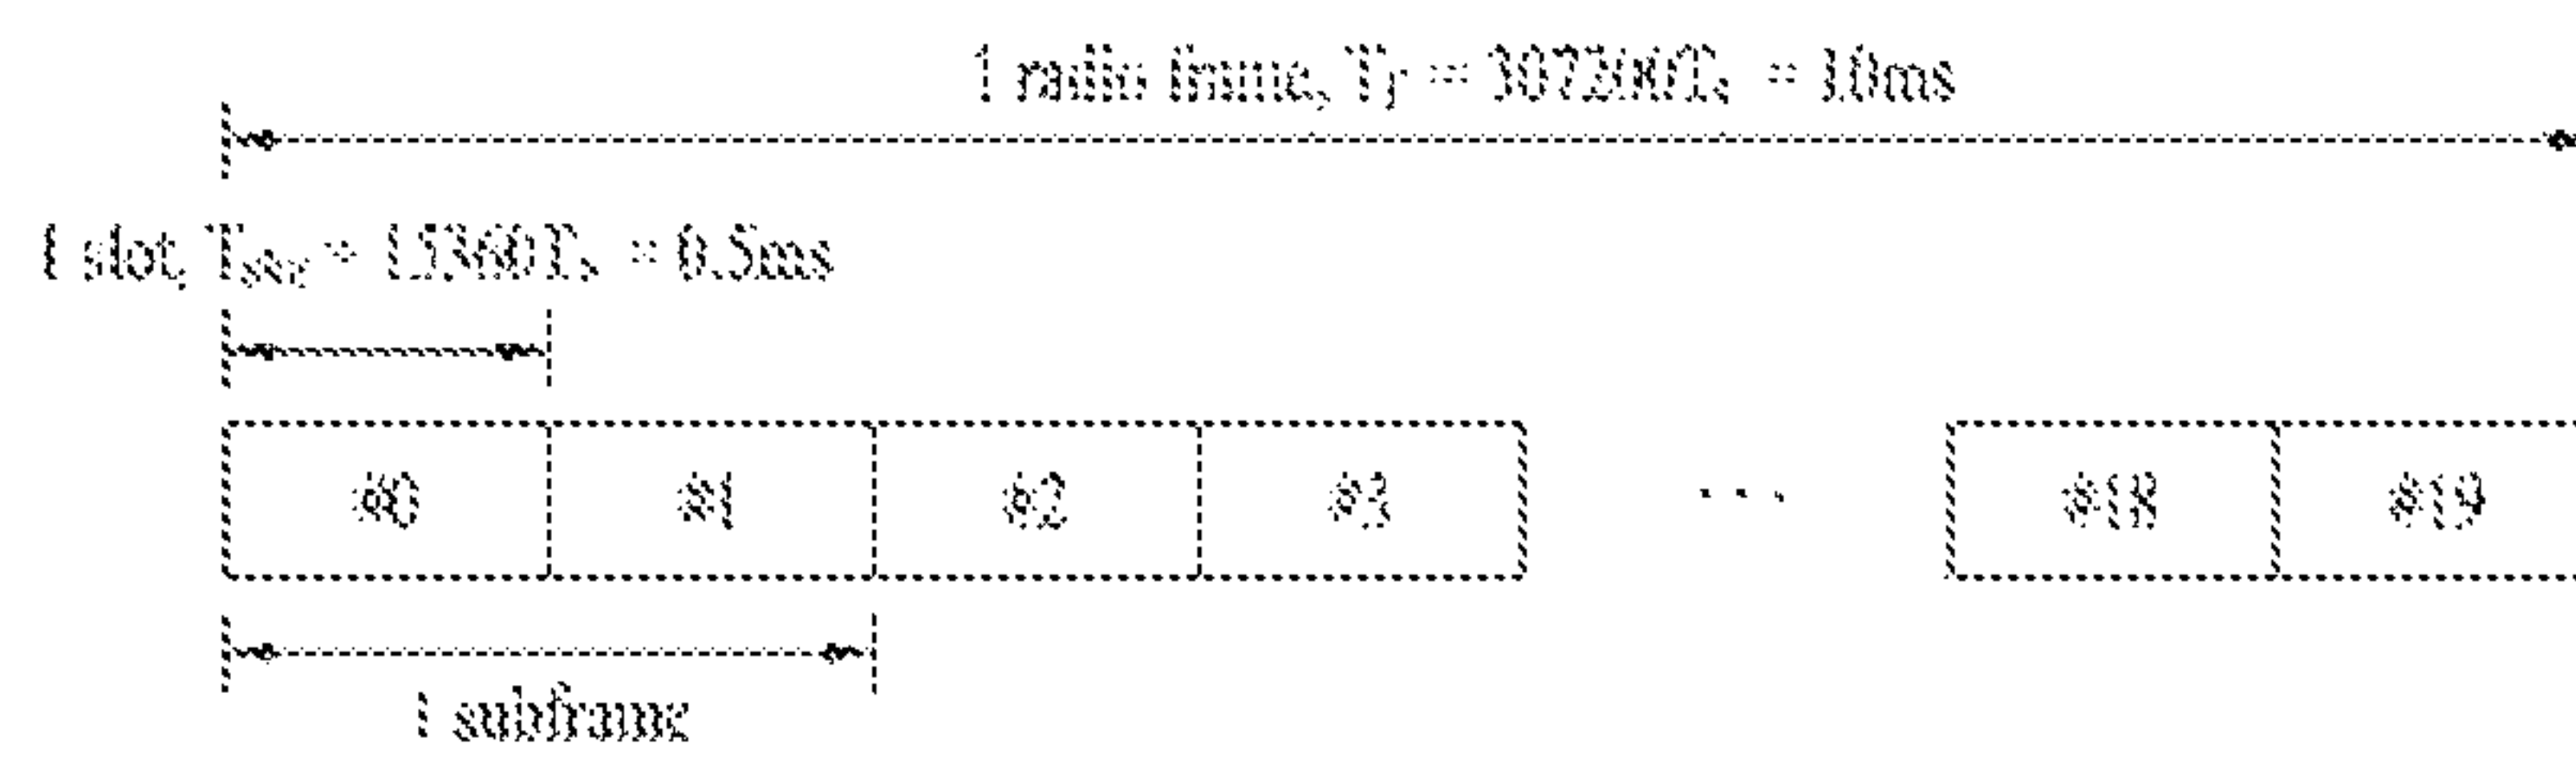 1 radio frame, Tf = 307200Ts = 10ms
1 slot, Tslot = 15360Ts = 0.5ms
#0 #1 #2 #3 ... #18 #19
1 subframe